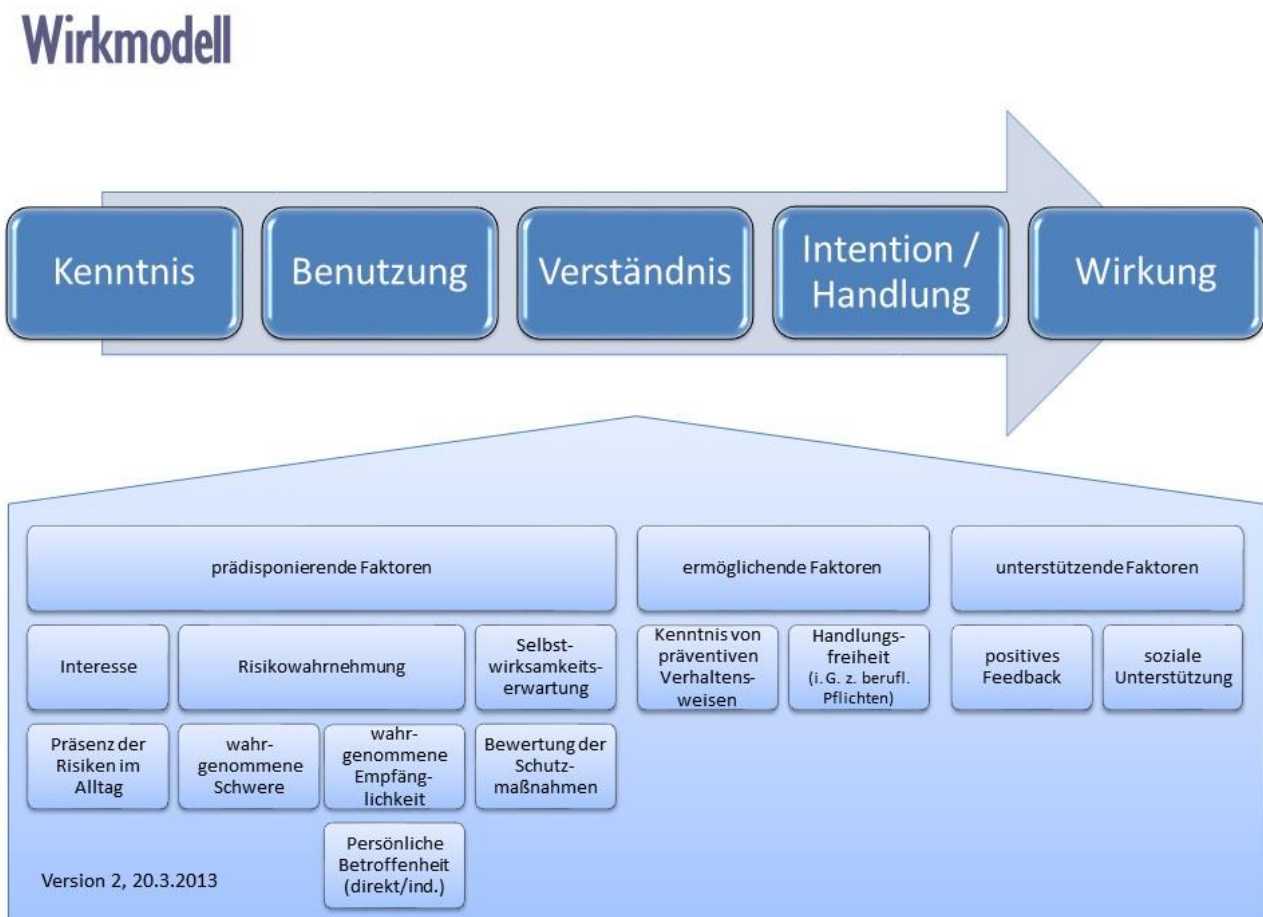 Wirkmodell
Kenntnis
Benutzung
Verständnis
Intention /
Handlung
Wirkung
prädisponierende Faktoren
ermöglichende Faktoren
unterstützende Faktoren
Interesse
Risikowahrnehmung
Selbst-
wirksamkeits-
erwartung
Kenntnis von
präventiven
Verhaltens-
weisen
Handlungs-
freiheit
(i. G. z. berufl.
Pflichten)
positives
Feedback
soziale
Unterstützung
Präsenz der
Risiken im
Alltag
wahr-
genommene
Schwere
wahr-
genommene
Empfäng-
lichkeit
Bewertung der
Schutz-
maßnahmen
Persönliche
Betroffenheit
(direkt/ind.)
Version 2, 20.3.2013